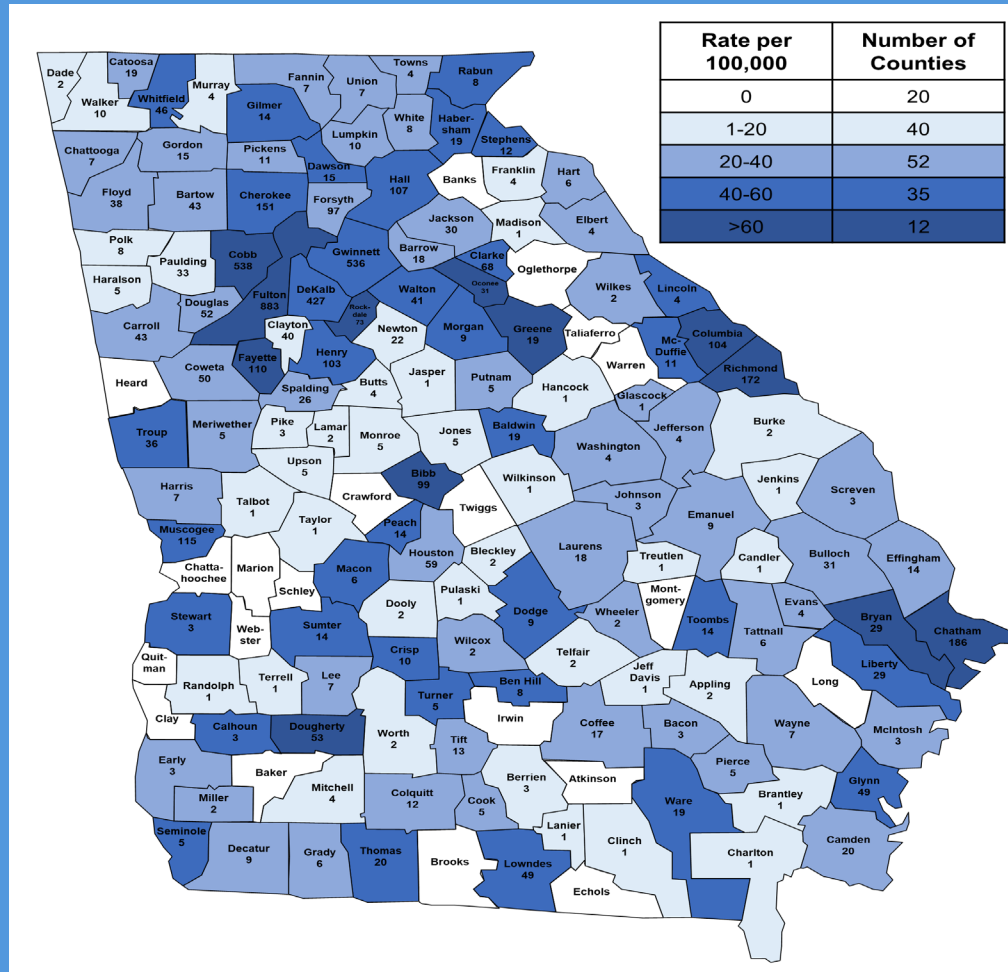 Rate per 100,000 Number of Counties
0 20
1-20 40
20-40 52
40-60 35
>60 12
Dade
2
Walker
10
Catoosa
19
Whitfield
46
Murray
4
Gilmer
14
Fannin
7
Union
7
Towns
4
Rabun
8
Chattooga
7
Gordon
15
Pickens
11
Lumpkin
10
White
8
Haber-
sham
19
Stephens
12
Dawson
15
Floyd
38
Bartow
43
Cherokee
151
Forsyth
97
Hall
107
Banks
Franklin
4
Hart
6
Jackson
30
Madison
1
Elbert
4
Polk
8
Paulding
33
Cobb
538
Gwinnett
536
Barrow
18
Clarke
68
Oglethorpe
Haralson
5
Douglas
52
Fulton
883
DeKalb
427
Rock-
dale
73
Walton
41
Oconee
31
Wilkes
2
Lincoln
4
Carroll
43
Clayton
40
Newton
22
Morgan
9
Greene
19
Taliaferro
Mc-
Duffie
11
Columbia
104
Richmond
172
Heard
Coweta
50
Fayette
110
Henry
103
Spalding
26
Butts
4
Jasper
1
Putnam
5
Hancock
1
Warren
Glascock
1
Troup
36
Meriwether
5
Pike
3
Lamar
2
Monroe
5
Jones
5
Baldwin
19
Washington
4
Jefferson
4
Burke
2
Upson
5
Harris
7
Talbot
1
Taylor
1
Crawford
Bibb
99
Twiggs
Wilkinson
1
Johnson
3
Emanuel
9
Jenkins
1
Screven
3
Muscogee
115
Chatta-
hoochee
Marion
Schley
Macon
6
Peach
14
Houston
59
Bleckley
2
Laurens
18
Treutlen
1
Candler
1
Bulloch
31
Effingham
14
Stewart
3
Web-
ster
Sumter
14
Dooly
2
Pulaski
1
Dodge
9
Wheeler
2
Mont-
gomery
Toombs
14
Tattnall
6
Evans
4
Bryan
29
Chatham
186
Quit-
man
Randolph
1
Terrell
1
Lee
7
Crisp
10
Wilcox
2
Telfair
2
Jeff
Davis
1
Appling
2
Long
Liberty
29
Clay
Calhoun
3
Dougherty
53
Worth
2
Turner
5
Ben Hill
8
Irwin
Tift
13
Coffee
17
Bacon
3
Wayne
7
McIntosh
3
Early
3
Miller
2
Baker
Mitchell
4
Colquitt
12
Cook
5
Berrien
3
Atkinson
Ware
19
Pierce
5
Brantley
1
Glynn
49
Seminole
5
Decatur
9
Grady
6
Thomas
20
Brooks
Lowndes
49
Lanier
1
Clinch
1
Echols
Charlton
1
Camden
20